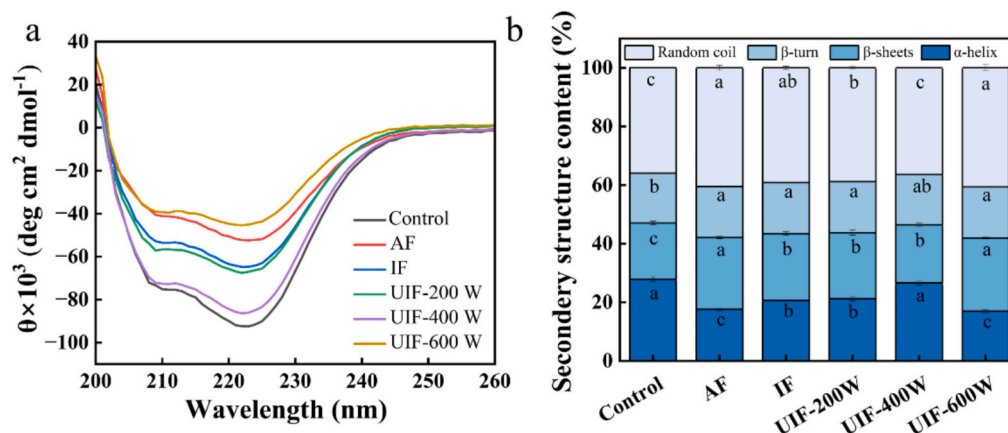 a
θ×10³ (deg cm² dmol⁻¹)
40
20
0
−20
−40
−60
−80
−100
200
210
220
230
240
250
260
Wavelength (nm)
Control
AF
IF
UIF-200 W
UIF-400 W
UIF-600 W
b
Secondery structure content (%)
100
80
60
40
20
0
Random coil β-turn β-sheets α-helix
c a ab b c a
b a a a ab a
c a b b b a
a c b b a c
Control
AF
IF
UIF-200W
UIF-400W
UIF-600W